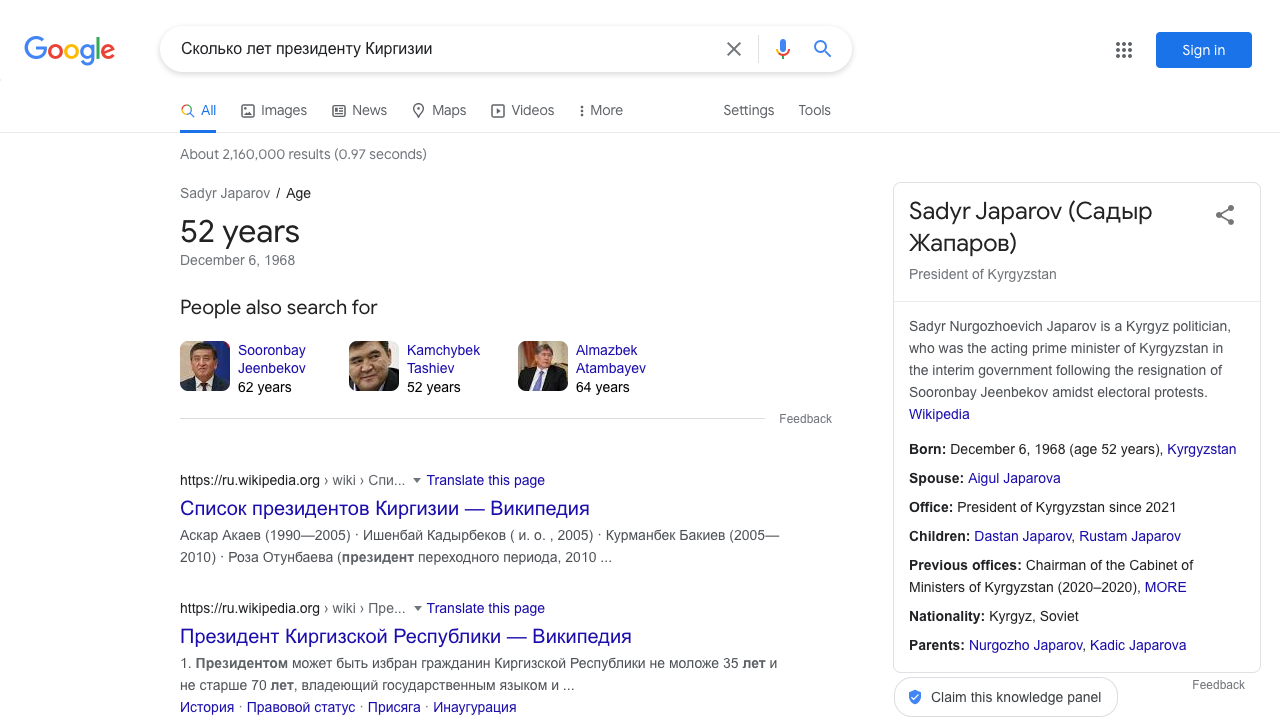 Google
Сколько лет президенту Киргизии
Sign in
All
Images
News
Maps
Videos
More
Settings
Tools
About 2,160,000 results (0.97 seconds)
Sadyr Japarov / Age
52 years
December 6, 1968
People also search for
Sooronbay
Jeenbekov
62 years
Kamchybek
Tashiev
52 years
Almazbek
Atambayev
64 years
Feedback
https://ru.wikipedia.org › wiki › Спи... Translate this page
Список президентов Киргизии — Википедия
Аскар Акаев (1990—2005) · Ишенбай Кадырбеков ( и. о. , 2005) · Курманбек Бакиев (2005—
2010) · Роза Отунбаева (президент переходного периода, 2010 ...
https://ru.wikipedia.org › wiki › Пре... Translate this page
Президент Киргизской Республики — Википедия
1. Президентом может быть избран гражданин Киргизской Республики не моложе 35 лет и
не старше 70 лет, владеющий государственным языком и ...
История · Правовой статус · Присяга · Инаугурация
Sadyr Japarov (Садыр
Жапаров)
President of Kyrgyzstan
Sadyr Nurgozhoevich Japarov is a Kyrgyz politician,
who was the acting prime minister of Kyrgyzstan in
the interim government following the resignation of
Sooronbay Jeenbekov amidst electoral protests.
Wikipedia
Born: December 6, 1968 (age 52 years), Kyrgyzstan
Spouse: Aigul Japarova
Office: President of Kyrgyzstan since 2021
Children: Dastan Japarov, Rustam Japarov
Previous offices: Chairman of the Cabinet of
Ministers of Kyrgyzstan (2020–2020), MORE
Nationality: Kyrgyz, Soviet
Parents: Nurgozho Japarov, Kadic Japarova
Feedback
Claim this knowledge panel